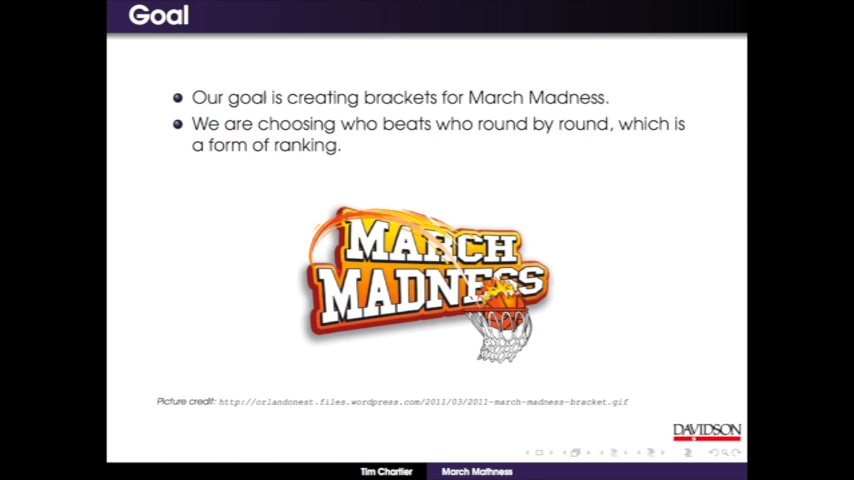 Goal
Our goal is creating brackets for March Madness.
We are choosing who beats who round by round, which is
a form of ranking.
MARCH
MADNESS
Picture credit: http://orlandonest.files.wordpress.com/2011/03/2011-march-madness-bracket.gif
DAVIDSON
Tim Chartier March Mathness